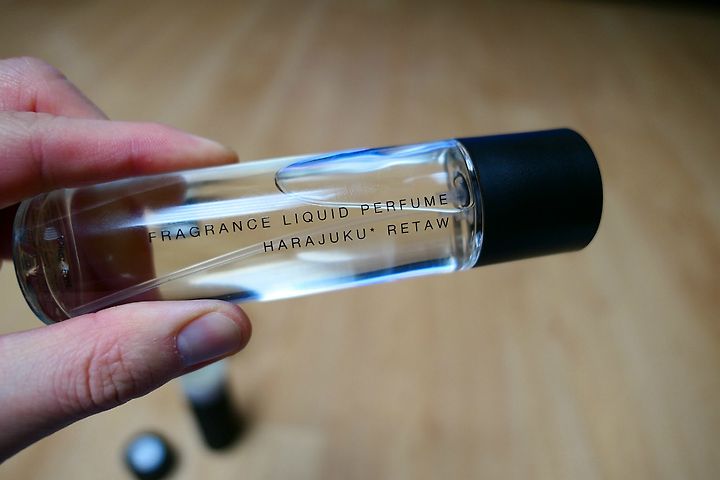 FRAGRANCE LIQUID PERFUME
HARAJUKU* RETAW